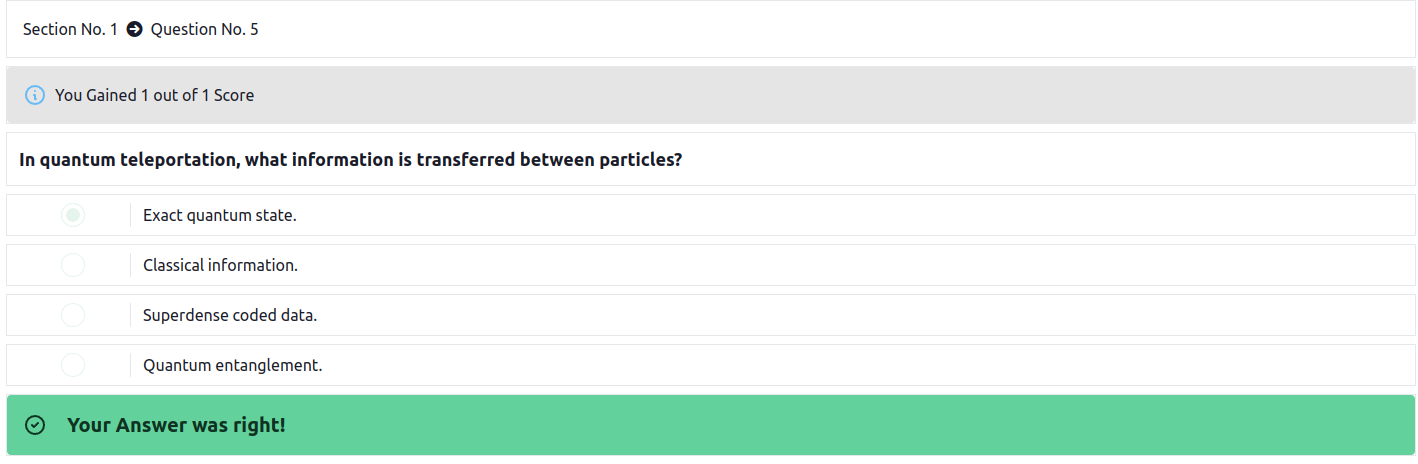 Section No. 1 Question No. 5
You Gained 1 out of 1 Score
In quantum teleportation, what information is transferred between particles?
Exact quantum state.
Classical information.
Superdense coded data.
Quantum entanglement.
Your Answer was right!